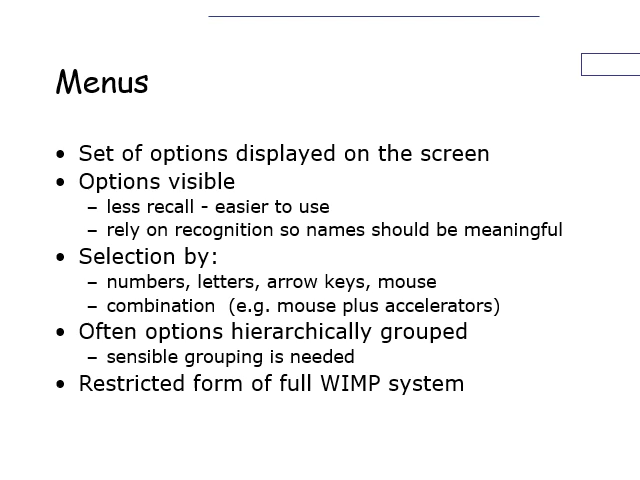 Menus
• Set of options displayed on the screen
• Options visible
– less recall - easier to use
– rely on recognition so names should be meaningful
• Selection by:
– numbers, letters, arrow keys, mouse
– combination  (e.g. mouse plus accelerators)
• Often options hierarchically grouped
– sensible grouping is needed
• Restricted form of full WIMP system